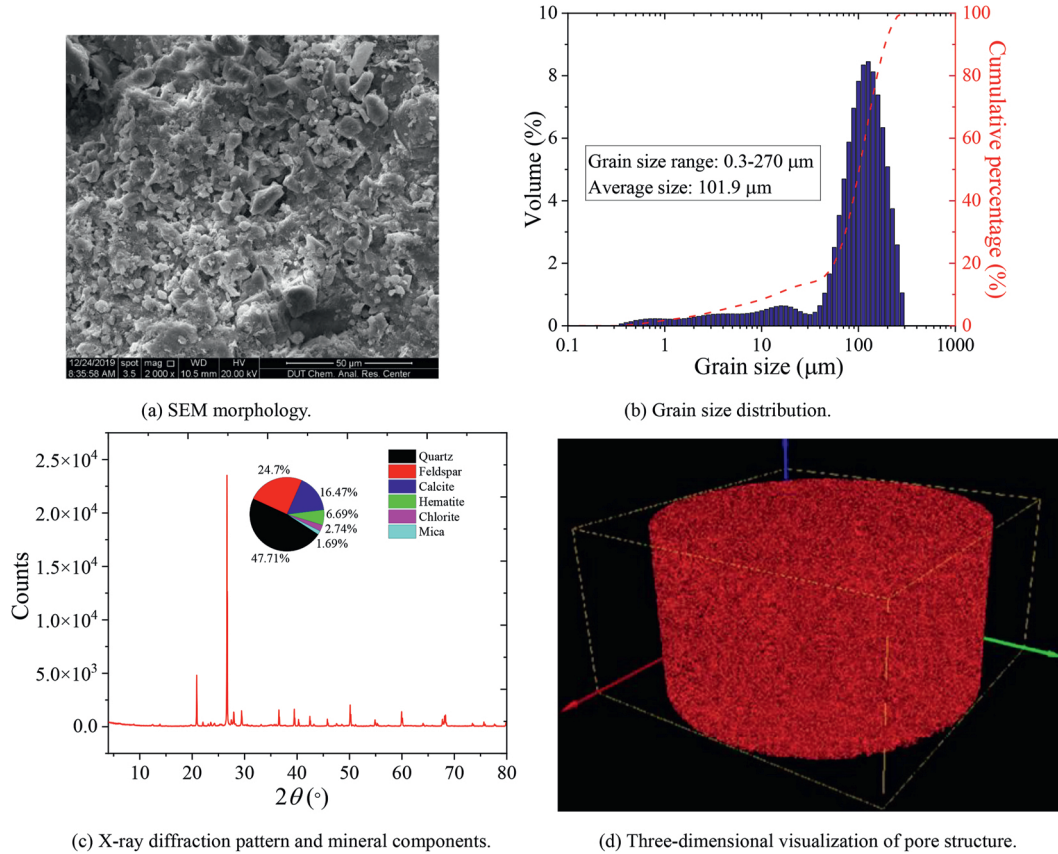 12/24/2019 spot mag WD HV 50 μm
8:35:58 AM 3.5 2 000 x 10.5 mm 20.00 kV DUT Chem. Anal. Res. Center
(a) SEM morphology.
10
8
6
4
2
0
Volume (%)
100
80
60
40
20
0
Cumulative percentage (%)
Grain size range: 0.3-270 μm
Average size: 101.9 μm
0.1 1 10 100 1000
Grain size (μm)
(b) Grain size distribution.
2.5×10⁴
2.0×10⁴
1.5×10⁴
1.0×10⁴
5.0×10³
0.0
Counts
24.7%
16.47%
6.69%
2.74%
1.69%
47.71%
Quartz
Feldspar
Calcite
Hematite
Chlorite
Mica
10 20 30 40 50 60 70 80
2θ (°)
(c) X-ray diffraction pattern and mineral components.
(d) Three-dimensional visualization of pore structure.